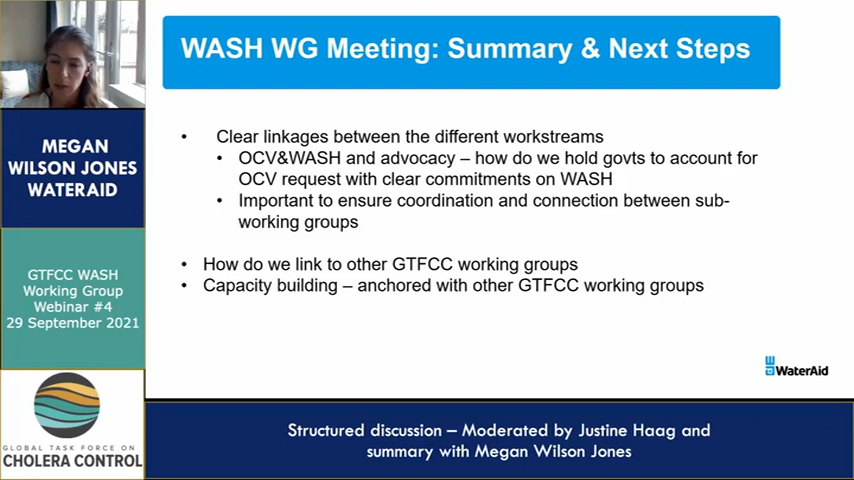 WASH WG Meeting: Summary & Next Steps
MEGAN
WILSON JONES
WATERAID
• Clear linkages between the different workstreams
• OCV&WASH and advocacy – how do we hold govts to account for
OCV request with clear commitments on WASH
• Important to ensure coordination and connection between sub-
working groups
• How do we link to other GTFCC working groups
• Capacity building – anchored with other GTFCC working groups
GTFCC WASH
Working Group
Webinar #4
29 September 2021
WaterAid
GLOBAL TASK FORCE ON
CHOLERA CONTROL
Structured discussion – Moderated by Justine Haag and
summary with Megan Wilson Jones